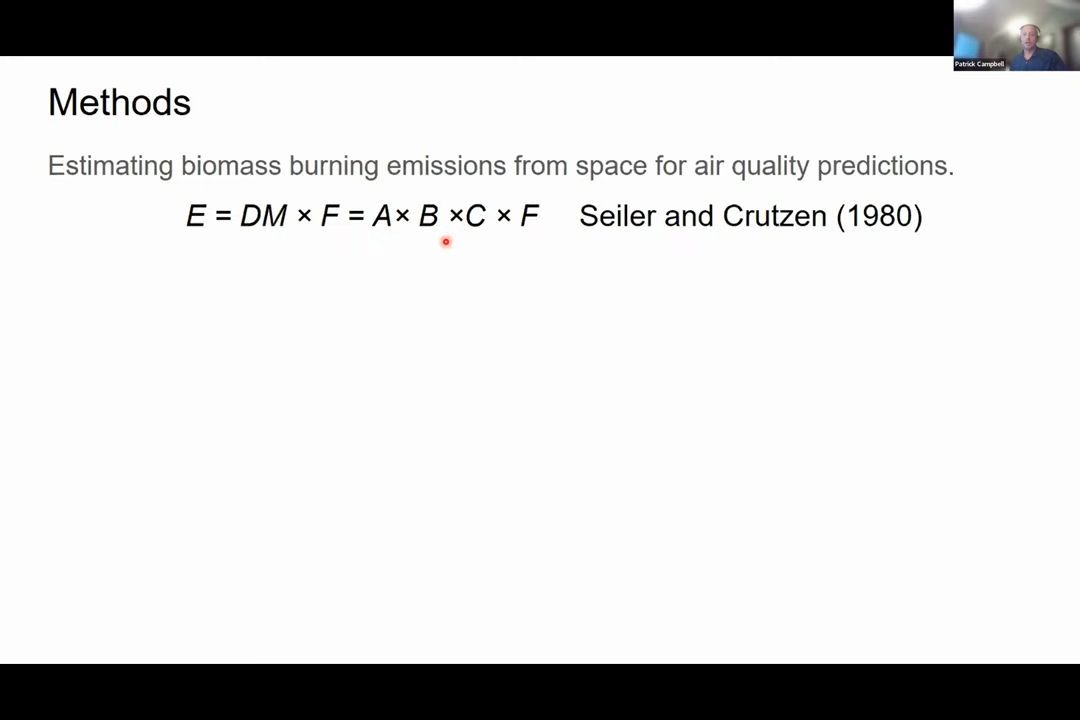 Patrick Campbell
Methods
Estimating biomass burning emissions from space for air quality predictions.
E = DM × F = A× B ×C × F Seiler and Crutzen (1980)